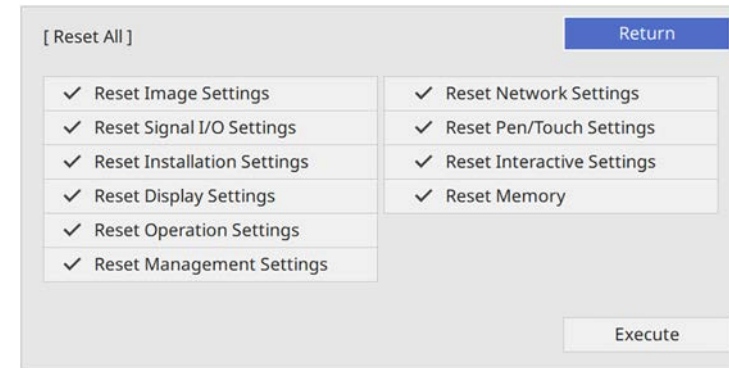 [ Reset All ]
Return
✓ Reset Image Settings
✓ Reset Signal I/O Settings
✓ Reset Installation Settings
✓ Reset Display Settings
✓ Reset Operation Settings
✓ Reset Management Settings
✓ Reset Network Settings
✓ Reset Pen/Touch Settings
✓ Reset Interactive Settings
✓ Reset Memory
Execute